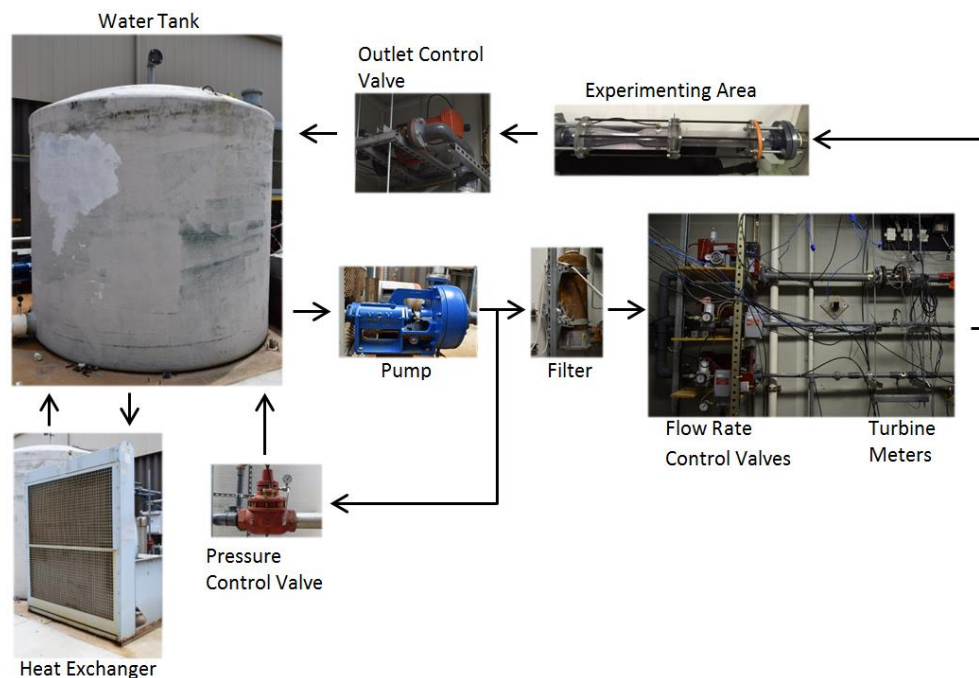 Water Tank
Outlet Control
Valve
Experimenting Area
Pump
Filter
Flow Rate
Control Valves
Turbine
Meters
Pressure
Control Valve
Heat Exchanger